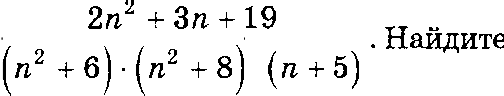 2n² + 3n + 19
(n² + 6) · (n² + 8) (n + 5) . Найдите